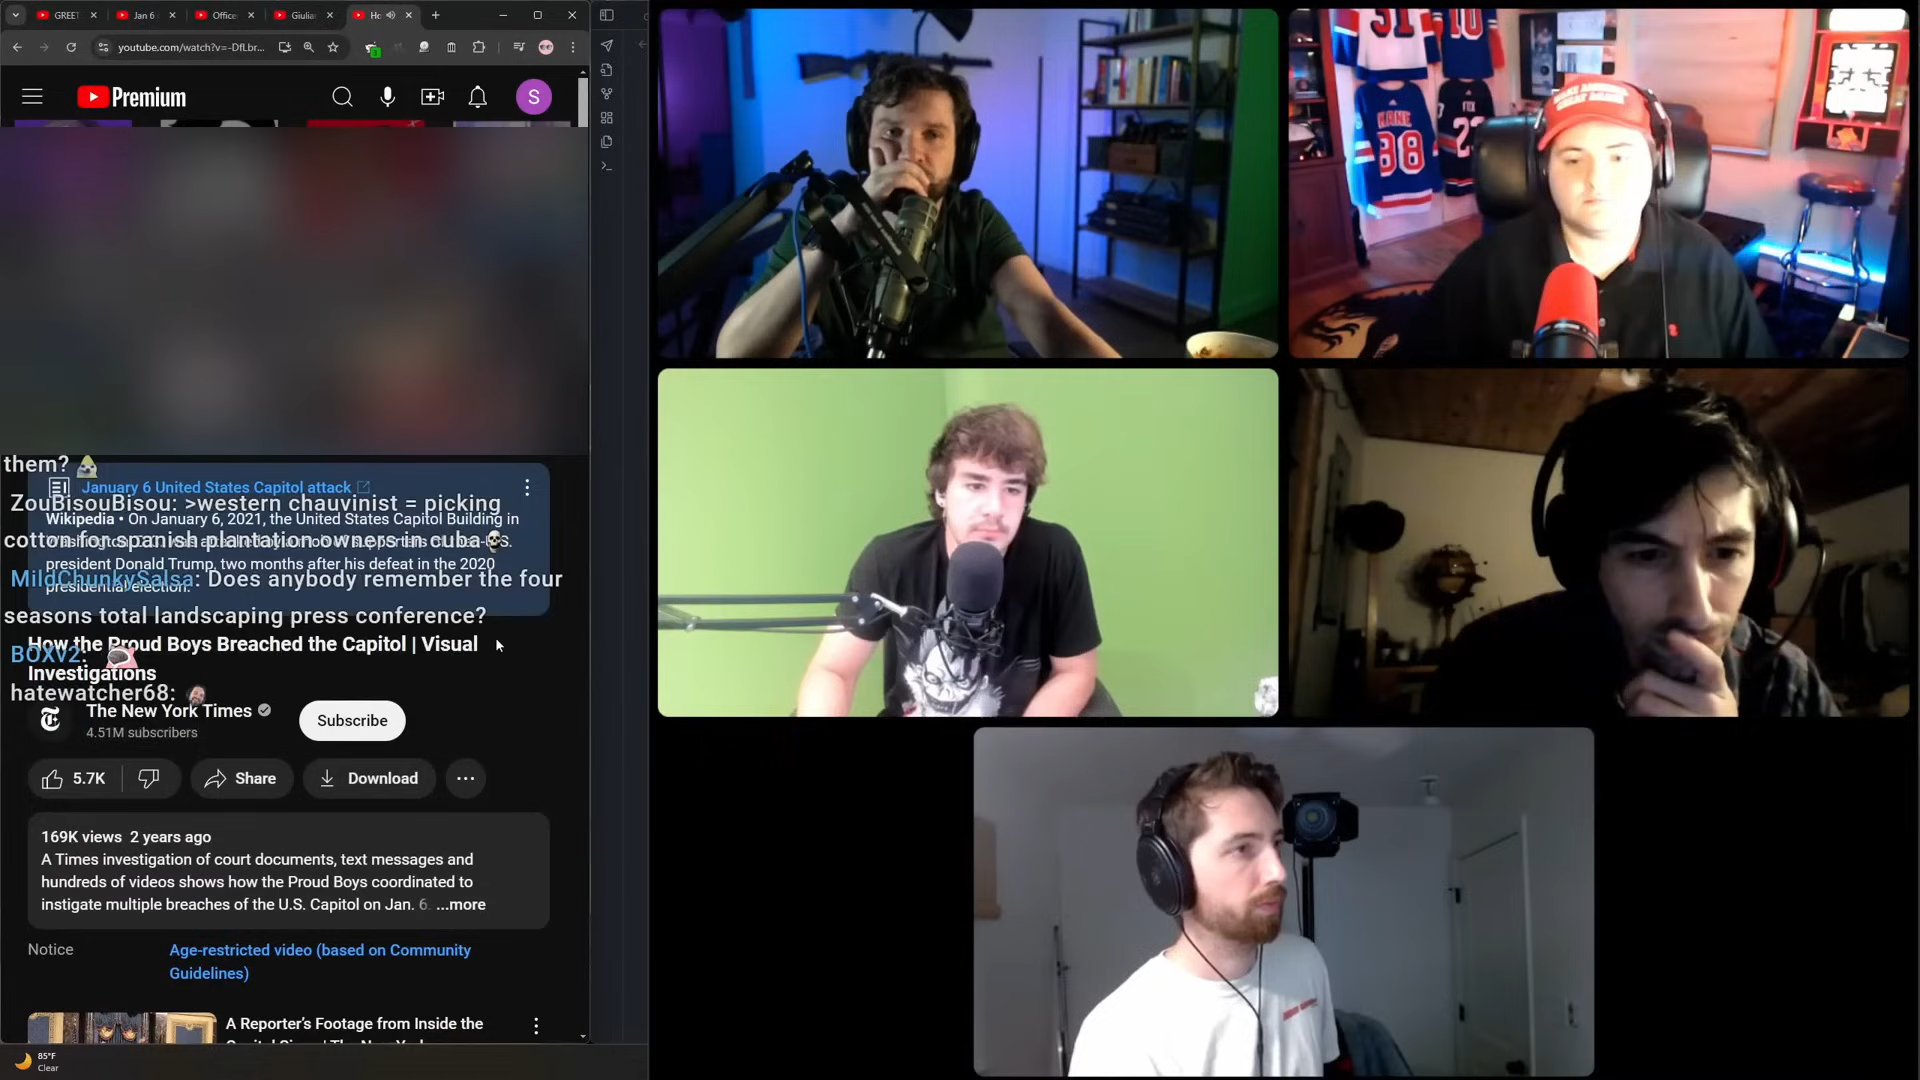 GREET
Jan 6
Office
Giulia
Ho
youtube.com/watch?v=-DfLbr...
Premium
S
them?
January 6 United States Capitol attack
ZouBisouBisou: >western chauvinist = picking
Wikipedia • On January 6, 2021, the United States Capitol Building in
cotton for spanish plantation owners in cuba
president Donald Trump, two months after his defeat in the 2020
MildChunkySalsa: Does anybody remember the four
presidential election.
seasons total landscaping press conference?
How the Proud Boys Breached the Capitol | Visual
BOXv2:
Investigations
hatewatcher68:
The New York Times
4.51M subscribers
Subscribe
5.7K
Share
Download
169K views 2 years ago
A Times investigation of court documents, text messages and
hundreds of videos shows how the Proud Boys coordinated to
instigate multiple breaches of the U.S. Capitol on Jan. 6. ...more
Notice
Age-restricted video (based on Community
Guidelines)
A Reporter's Footage from Inside the
85°F
Clear
91
10
KANE
88
FOX